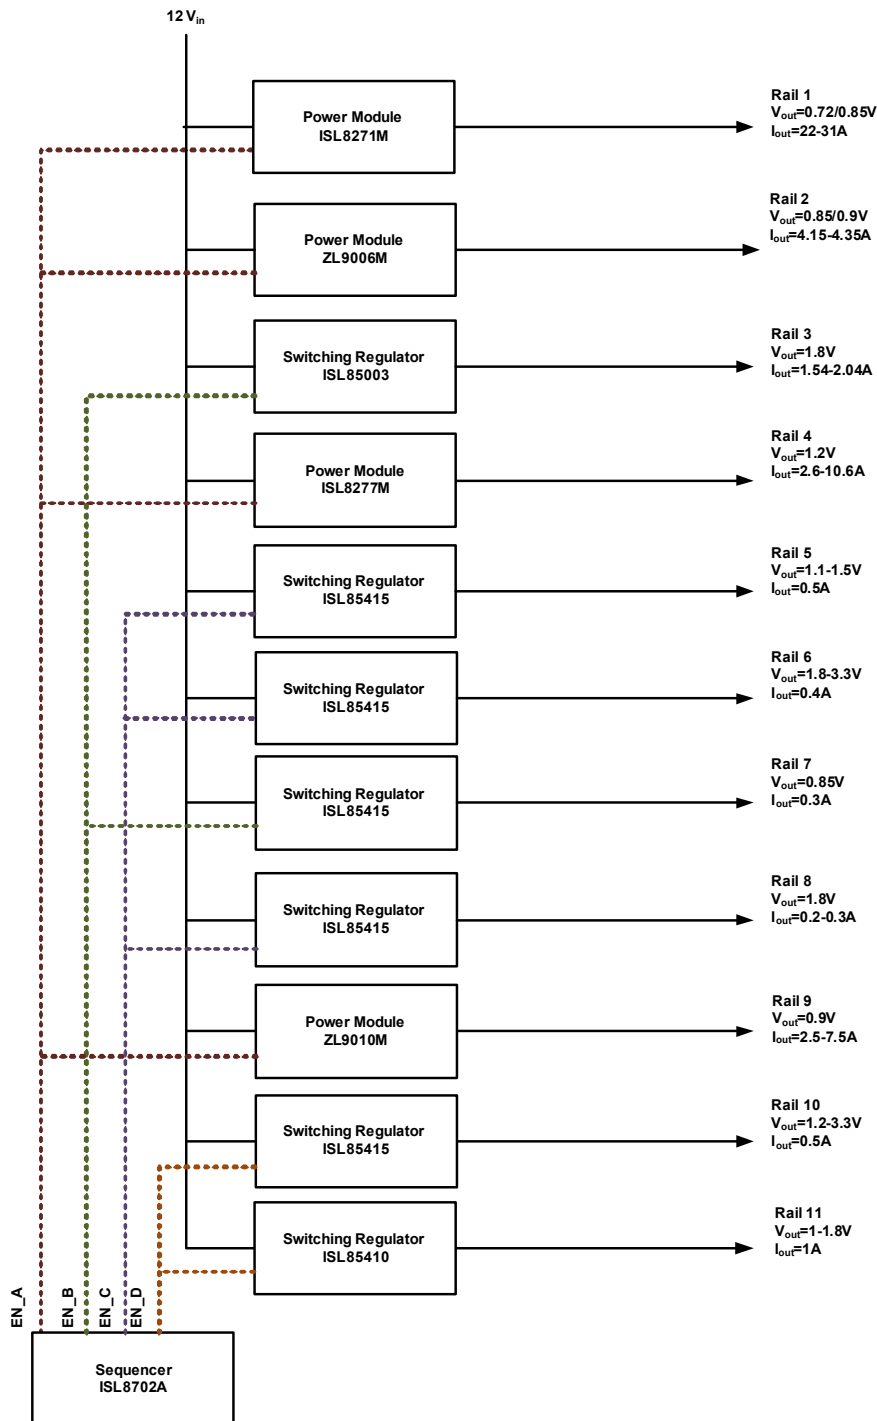 12 Vin
Power Module
ISL8271M
Rail 1
Vout=0.72/0.85V
Iout=22-31A
Power Module
ZL9006M
Rail 2
Vout=0.85/0.9V
Iout=4.15-4.35A
Switching Regulator
ISL85003
Rail 3
Vout=1.8V
Iout=1.54-2.04A
Power Module
ISL8277M
Rail 4
Vout=1.2V
Iout=2.6-10.6A
Switching Regulator
ISL85415
Rail 5
Vout=1.1-1.5V
Iout=0.5A
Switching Regulator
ISL85415
Rail 6
Vout=1.8-3.3V
Iout=0.4A
Switching Regulator
ISL85415
Rail 7
Vout=0.85V
Iout=0.3A
Switching Regulator
ISL85415
Rail 8
Vout=1.8V
Iout=0.2-0.3A
Power Module
ZL9010M
Rail 9
Vout=0.9V
Iout=2.5-7.5A
Switching Regulator
ISL85415
Rail 10
Vout=1.2-3.3V
Iout=0.5A
Switching Regulator
ISL85410
Rail 11
Vout=1-1.8V
Iout=1A
EN_A
EN_B
EN_C
EN_D
Sequencer
ISL8702A